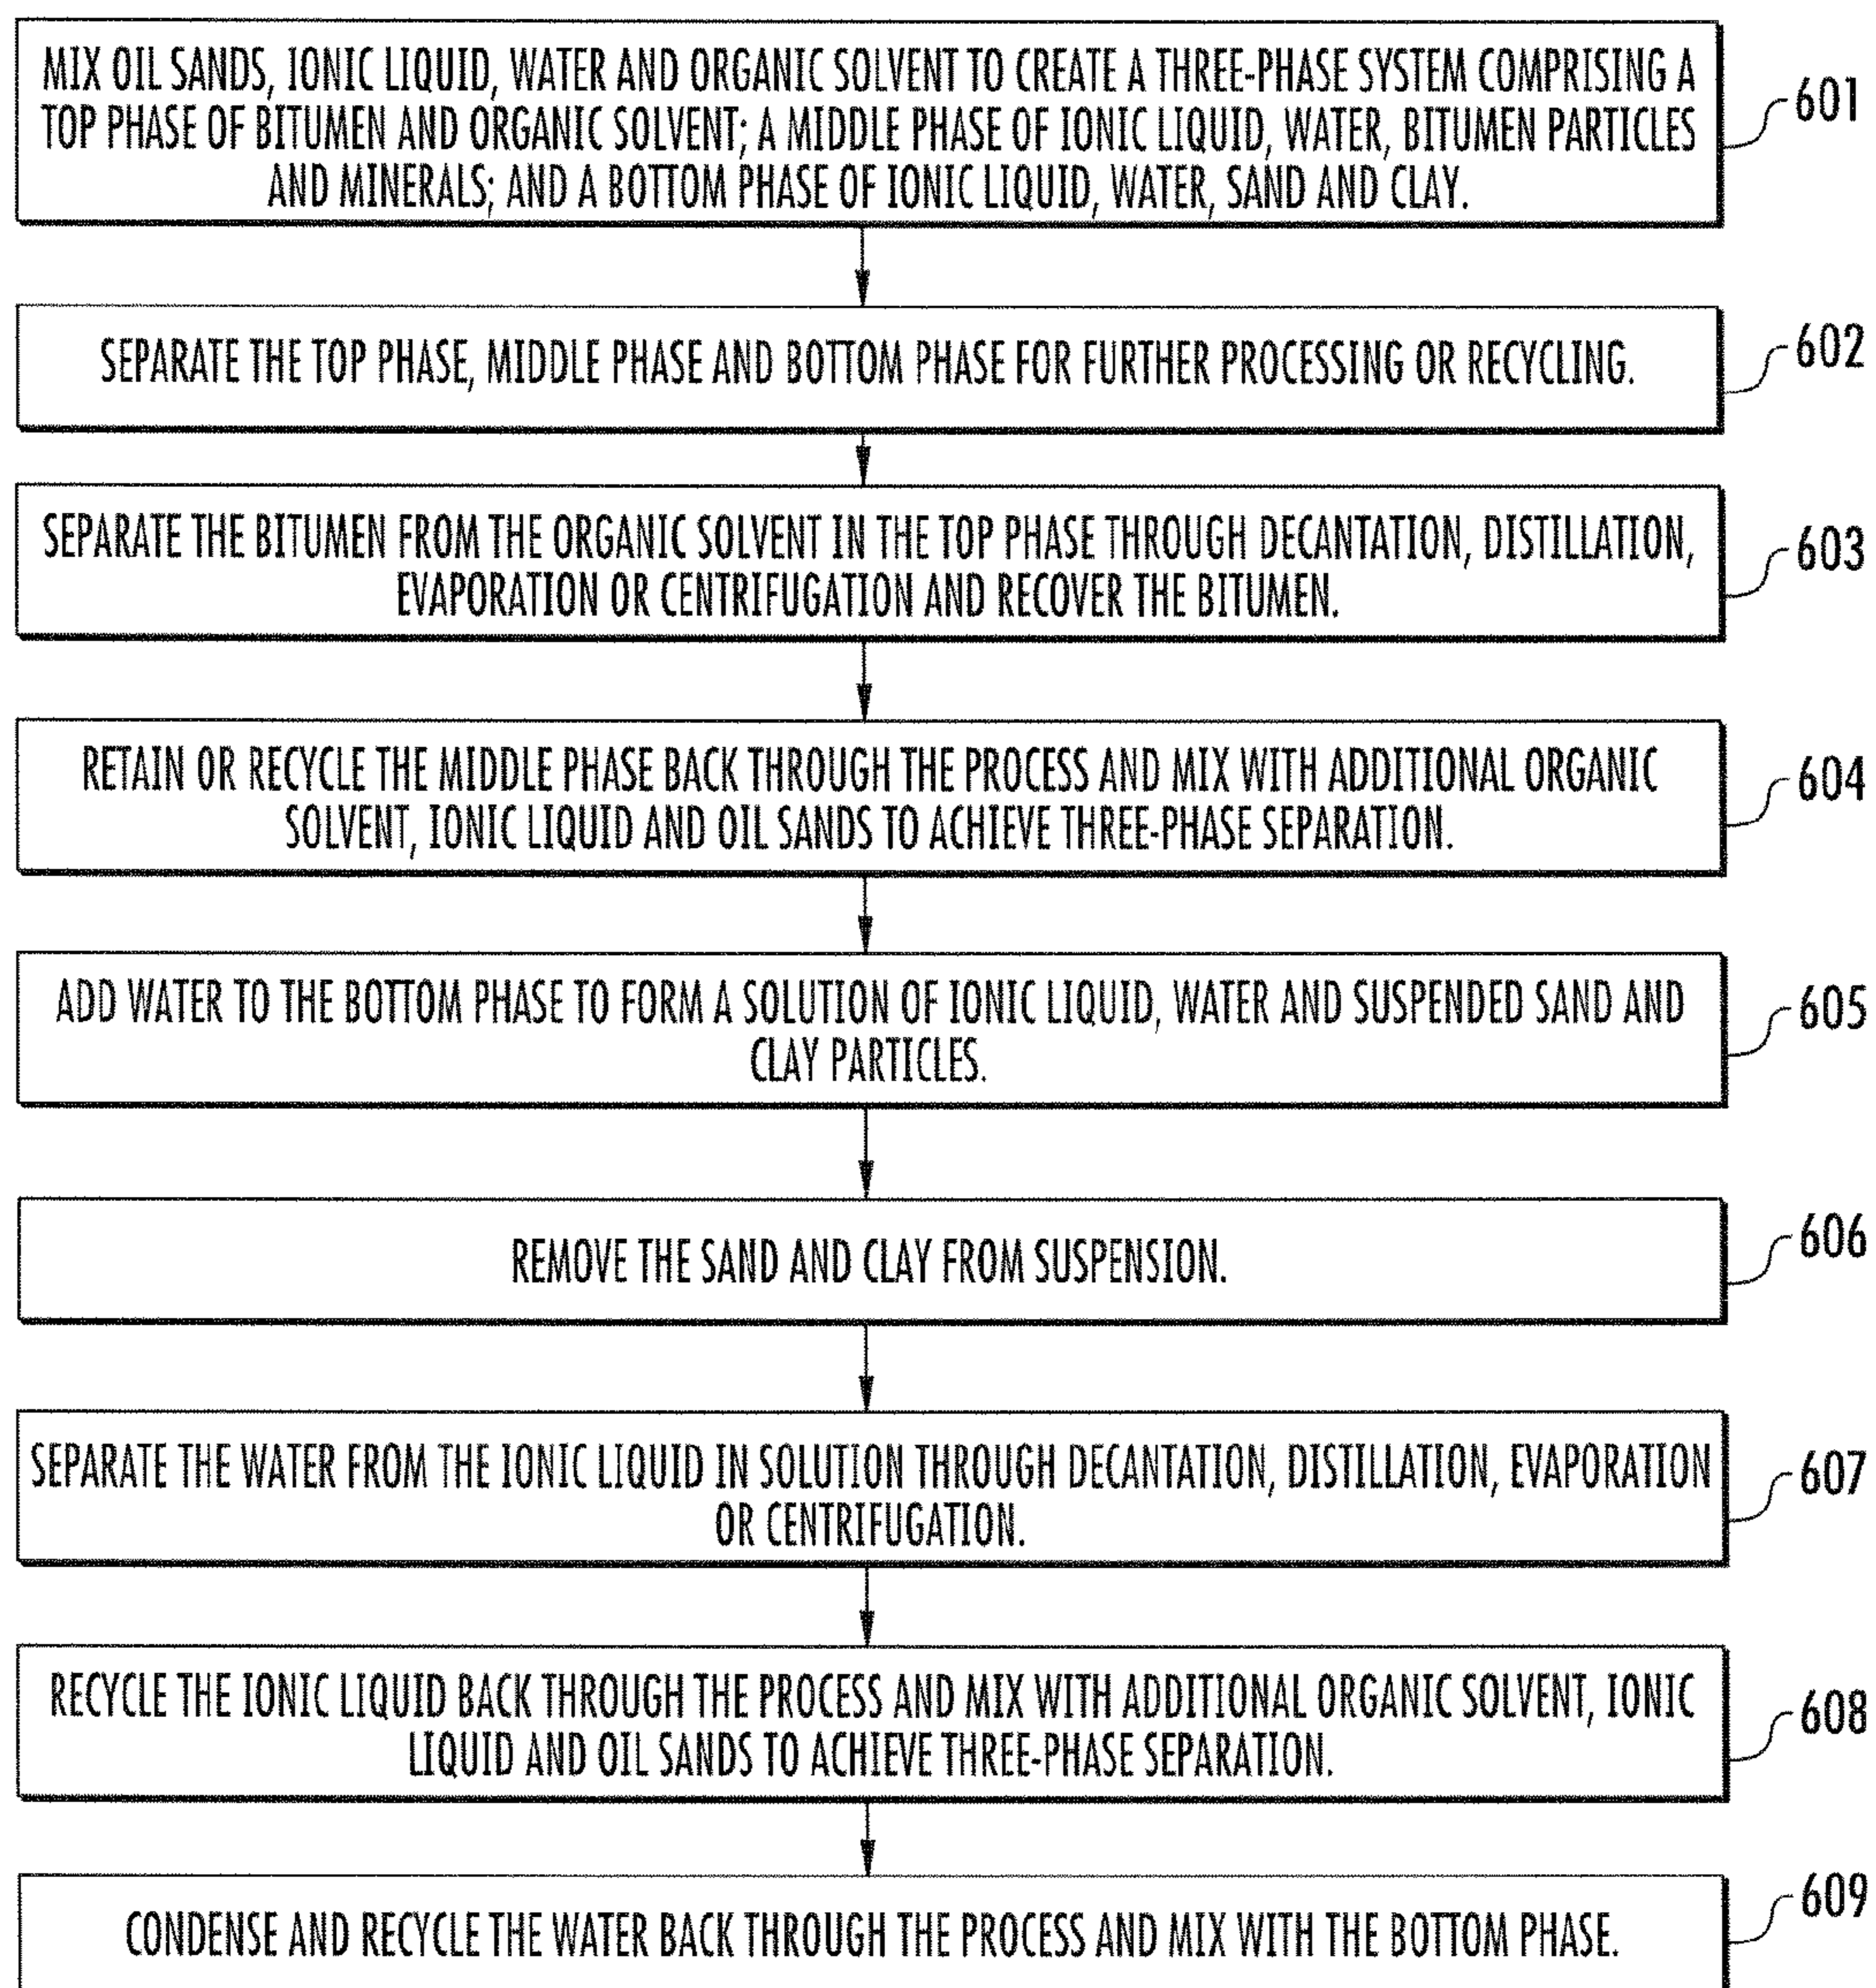 MIX OIL SANDS, IONIC LIQUID, WATER AND ORGANIC SOLVENT TO CREATE A THREE-PHASE SYSTEM COMPRISING A
TOP PHASE OF BITUMEN AND ORGANIC SOLVENT; A MIDDLE PHASE OF IONIC LIQUID, WATER, BITUMEN PARTICLES
AND MINERALS; AND A BOTTOM PHASE OF IONIC LIQUID, WATER, SAND AND CLAY.
601
SEPARATE THE TOP PHASE, MIDDLE PHASE AND BOTTOM PHASE FOR FURTHER PROCESSING OR RECYCLING.
602
SEPARATE THE BITUMEN FROM THE ORGANIC SOLVENT IN THE TOP PHASE THROUGH DECANTATION, DISTILLATION,
EVAPORATION OR CENTRIFUGATION AND RECOVER THE BITUMEN.
603
RETAIN OR RECYCLE THE MIDDLE PHASE BACK THROUGH THE PROCESS AND MIX WITH ADDITIONAL ORGANIC
SOLVENT, IONIC LIQUID AND OIL SANDS TO ACHIEVE THREE-PHASE SEPARATION.
604
ADD WATER TO THE BOTTOM PHASE TO FORM A SOLUTION OF IONIC LIQUID, WATER AND SUSPENDED SAND AND
CLAY PARTICLES.
605
REMOVE THE SAND AND CLAY FROM SUSPENSION.
606
SEPARATE THE WATER FROM THE IONIC LIQUID IN SOLUTION THROUGH DECANTATION, DISTILLATION, EVAPORATION
OR CENTRIFUGATION.
607
RECYCLE THE IONIC LIQUID BACK THROUGH THE PROCESS AND MIX WITH ADDITIONAL ORGANIC SOLVENT, IONIC
LIQUID AND OIL SANDS TO ACHIEVE THREE-PHASE SEPARATION.
608
CONDENSE AND RECYCLE THE WATER BACK THROUGH THE PROCESS AND MIX WITH THE BOTTOM PHASE.
609